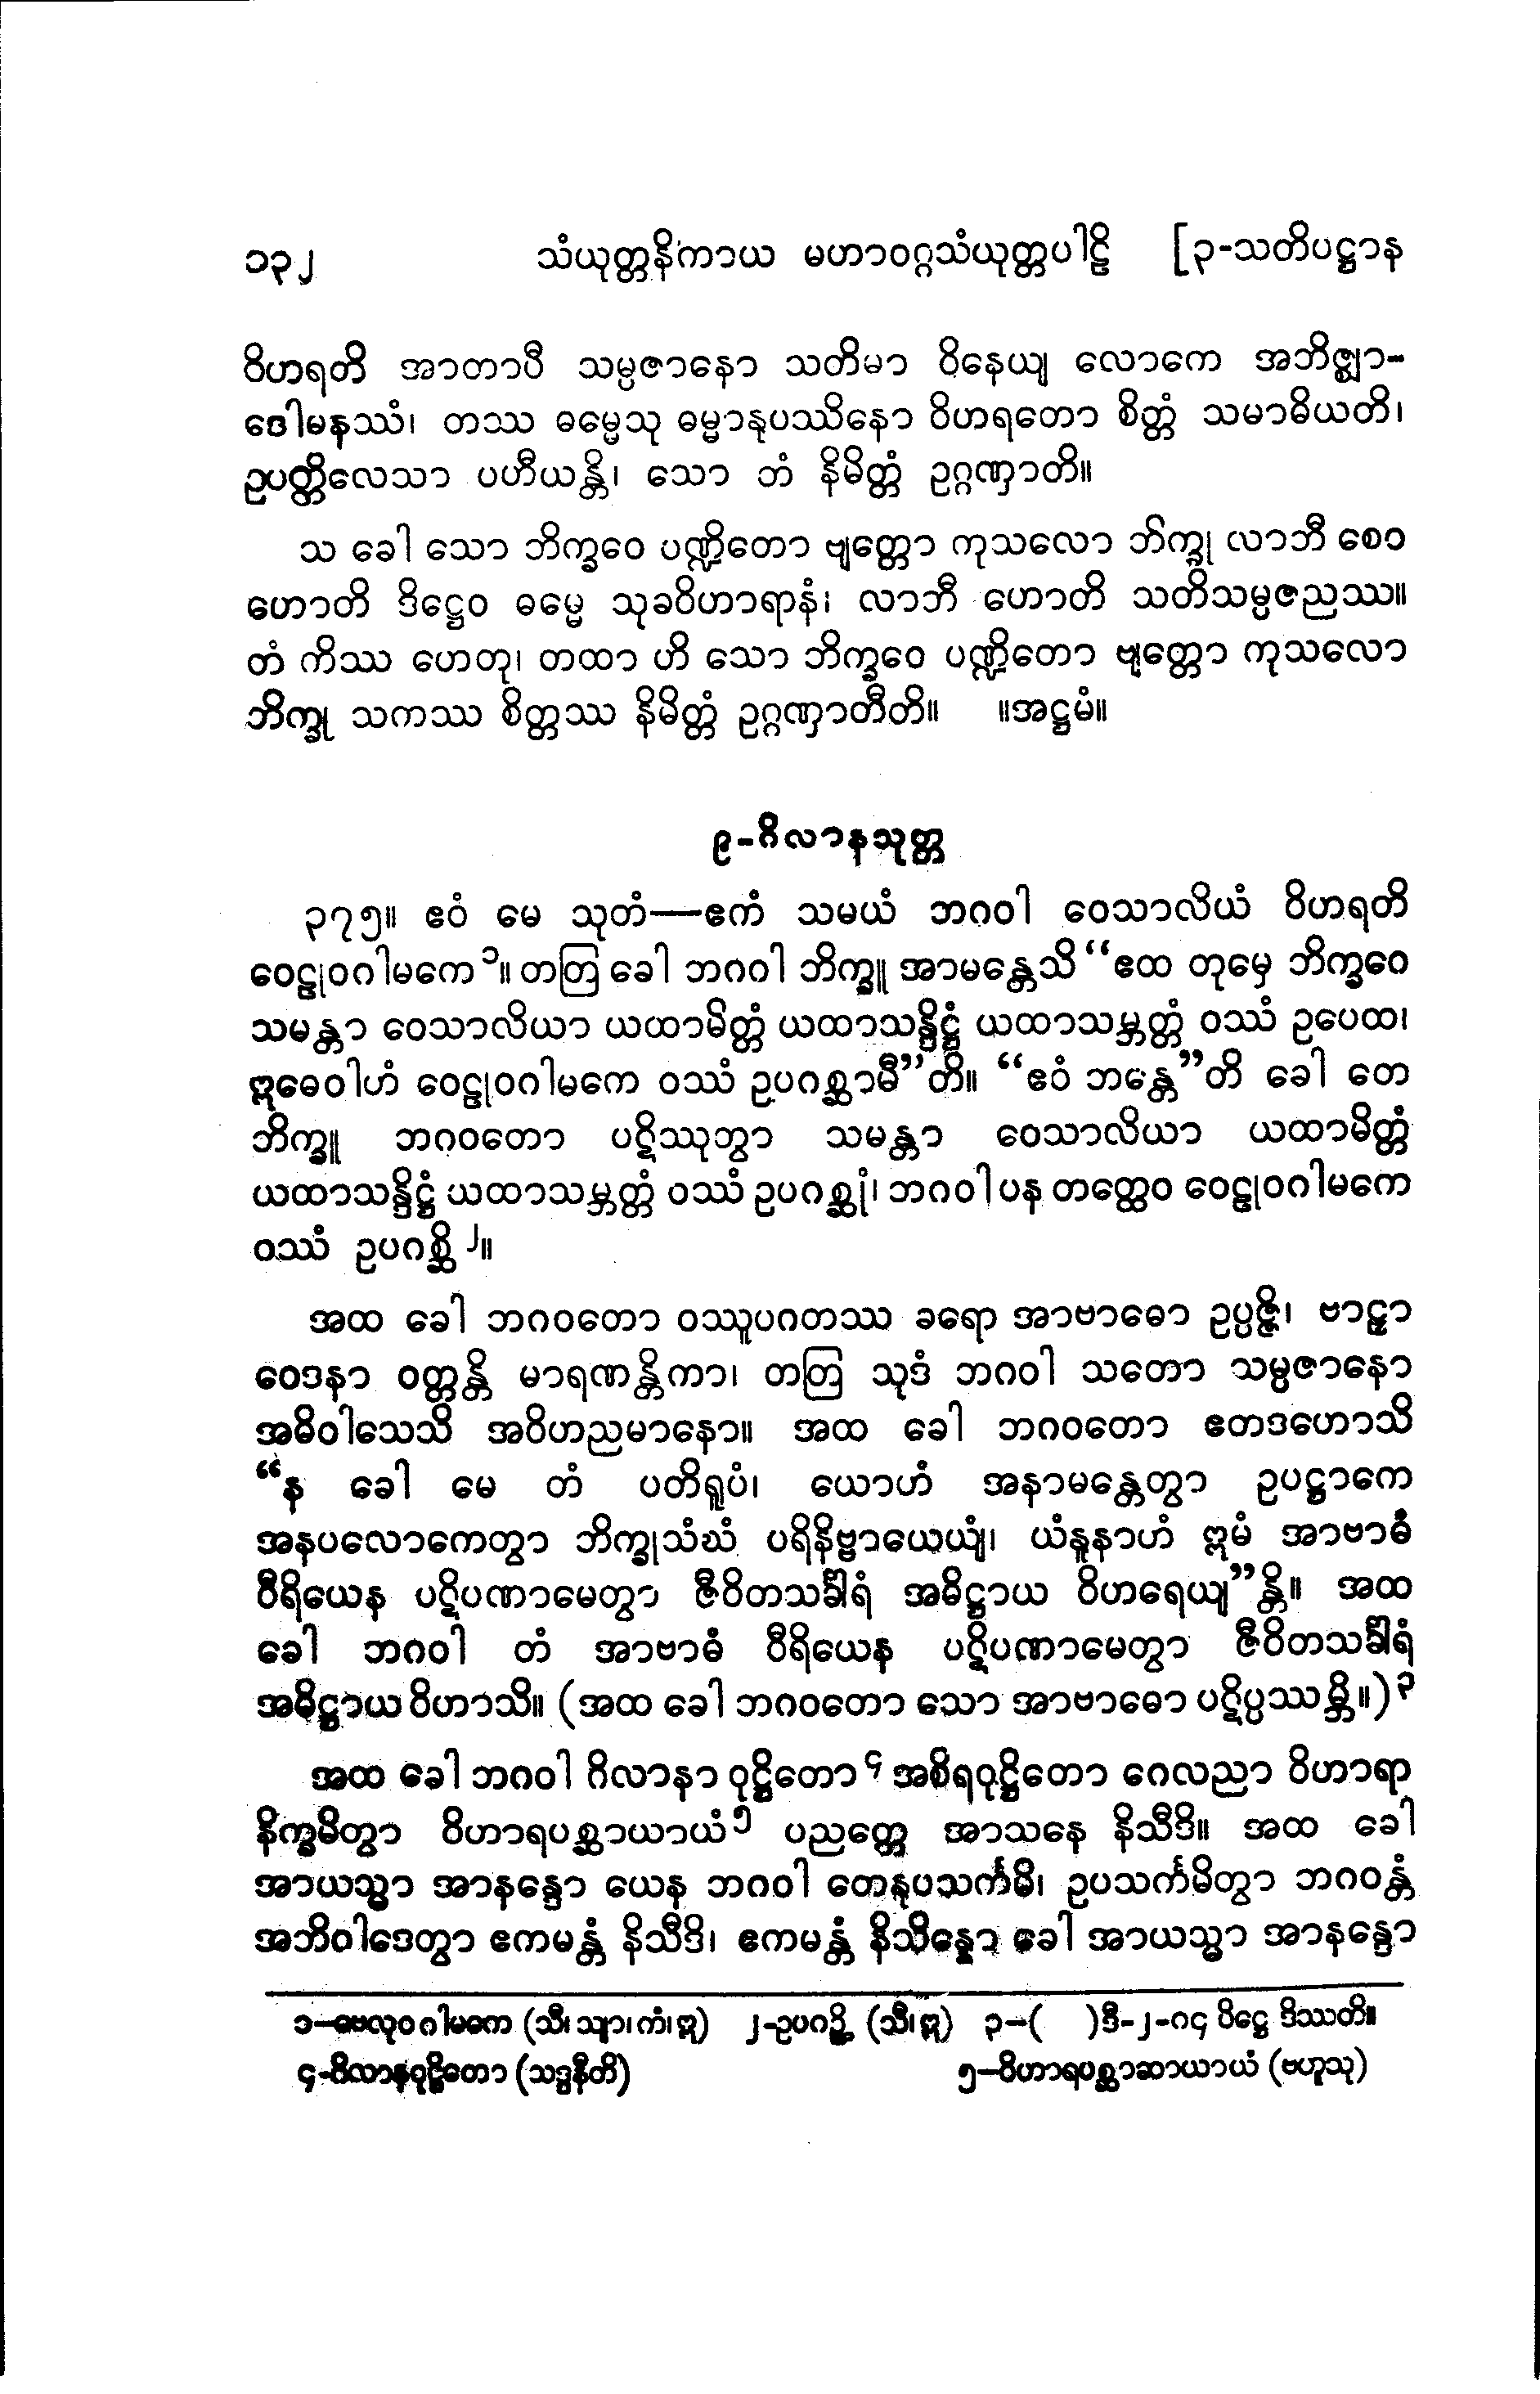 ၁၃၂ သံယုတ္တနိကာယ မဟာဝဂ္ဂသံယုတ္တပါဠိ [၃-သတိပဋ္ဌာန
ဝိဟရတိ အာတာပီ သမ္ပဇာနော သတိမာ ဝိနေယျ လောကေ အဘိဇ္ဈာ-
ဒေါမနဿံ၊ တဿ ဓမ္မေသု ဓမ္မာနုပဿိနော ဝိဟရတော စိတ္တံ သမာဓိယတိ၊
ဥပတ္တိလေသာ ပဟီယန္တိ၊ သော တံ နိမိတ္တံ ဥဂ္ဂဏှာတိ။
သ ခေါ သော ဘိက္ခဝေ ပဏ္ဍိတော ဗျတ္တော ကုသလော ဘိက္ခု လာဘီ စေဝ
ဟောတိ ဒိဋ္ဌေဝ ဓမ္မေ သုခဝိဟာရာနံ၊ လာဘီ ဟောတိ သတိသမ္ပဇညဿ။
တံ ကိဿ ဟေတု၊ တထာ ဟိ သော ဘိက္ခဝေ ပဏ္ဍိတော ဗျတ္တော ကုသလော
ဘိက္ခု သကဿ စိတ္တဿ နိမိတ္တံ ဥဂ္ဂဏှာတီတိ။ ။အဋ္ဌမံ။
၉-ဂိလာနသုတ္တ
၃၇၅။ ဧဝံ မေ သုတံ—ဧကံ သမယံ ဘဂဝါ ဝေသာလိယံ ဝိဟရတိ
ဝေဠုဝဂါမကေ ၁။ တတြ ခေါ ဘဂဝါ ဘိက္ခူ အာမန္တေသိ “ဧထ တုမှေ ဘိက္ခဝေ
သမန္တာ ဝေသာလိယာ ယထာမိတ္တံ ယထာသန္ဒိဋ္ဌံ ယထာသမ္ဘတ္တံ ဝဿံ ဥပေထ၊
ဣဓေဝါဟံ ဝေဠုဝဂါမကေ ဝဿံ ဥပဂစ္ဆာမီ”တိ။ “ဧဝံ ဘန္တေ”တိ ခေါ တေ
ဘိက္ခူ ဘဂဝတော ပဋိဿုတွာ သမန္တာ ဝေသာလိယာ ယထာမိတ္တံ
ယထာသန္ဒိဋ္ဌံ ယထာသမ္ဘတ္တံ ဝဿံ ဥပဂစ္ဆုံ၊ ဘဂဝါ ပန တတ္ထေဝ ဝေဠုဝဂါမကေ
ဝဿံ ဥပဂစ္ဆိ ၂။
အထ ခေါ ဘဂဝတော ဝဿူပဂတဿ ခရော အာဗာဓော ဥပ္ပဇ္ဇိ၊ ဗာဠှာ
ဝေဒနာ ဝတ္တန္တိ မာရဏန္တိကာ၊ တတြ သုဒံ ဘဂဝါ သတော သမ္ပဇာနော
အဓိဝါသေသိ အဝိဟညမာနော။ အထ ခေါ ဘဂဝတော ဧတဒဟောသိ
“န ခေါ မေ တံ ပတိရူပံ၊ ယောဟံ အနာမန္တေတွာ ဥပဋ္ဌာကေ
အနပလောကေတွာ ဘိက္ခုသံဃံ ပရိနိဗ္ဗာယေယျံ၊ ယံနူနာဟံ ဣမံ အာဗာဓံ
ဝီရိယေန ပဋိပဏာမေတွာ ဇီဝိတသင်္ခါရံ အဓိဋ္ဌာယ ဝိဟရေယျ”န္တိ။ အထ
ခေါ ဘဂဝါ တံ အာဗာဓံ ဝီရိယေန ပဋိပဏာမေတွာ ဇီဝိတသင်္ခါရံ
အဓိဋ္ဌာယ ဝိဟာသိ။ (အထ ခေါ ဘဂဝတော သော အာဗာဓော ပဋိပ္ပဿမ္ဘိ။) ၃
အထ ခေါ ဘဂဝါ ဂိလာနာ ဝုဋ္ဌိတော ၄ အစိရဝုဋ္ဌိတော ဂေလညာ ဝိဟာရာ
နိက္ခမိတွာ ဝိဟာရပစ္ဆာယာယံ ၅ ပညတ္တေ အာသနေ နိသီဒိ။ အထ ခေါ
အာယသ္မာ အာနန္ဒော ယေန ဘဂဝါ တေနုပသင်္ကမိ၊ ဥပသင်္ကမိတွာ ဘဂဝန္တံ
အဘိဝါဒေတွာ ဧကမန္တံ နိသီဒိ၊ ဧကမန္တံ နိသိန္နော ခေါ အာယသ္မာ အာနန္ဒော
၁—ဗေလုဝဂါမကေ (သီ၊ သျာ၊ ကံ၊ ဣ) ၂-ဥပဂဉ္ဆိ (သီ၊ ဣ) ၃—( )ဒီ-၂-၈၄ ပိဋ္ဌေ ဒိဿတိ။
၄-ဂိလာနဝုဋ္ဌိတော (သဒ္ဒနီတိ) ၅—ဝိဟာရပစ္ဆာဆာယာယံ (ဗဟူသု)